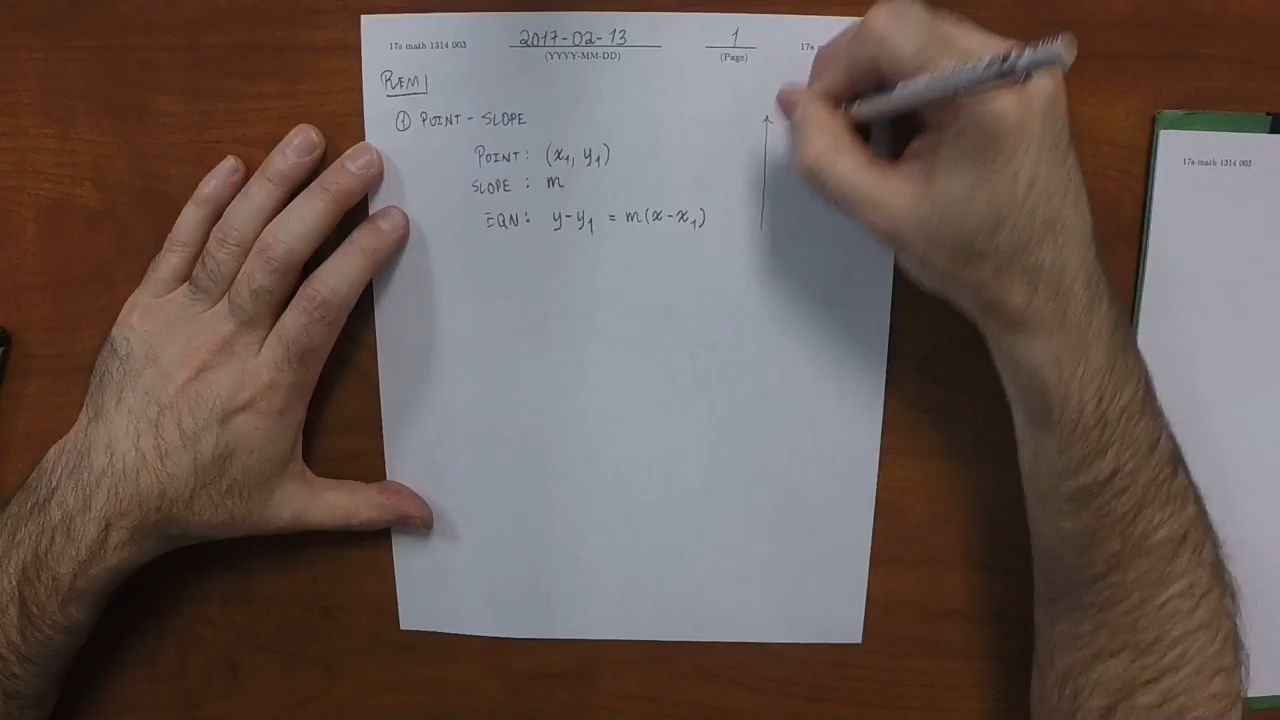 17s math 1314 003 2017-02-13 1 17s
(YYYY-MM-DD) (Page)
REM
① POINT-SLOPE
POINT: (x₁, y₁)
SLOPE: m
EQN: y-y₁ = m(x-x₁)
17s math 1314 003